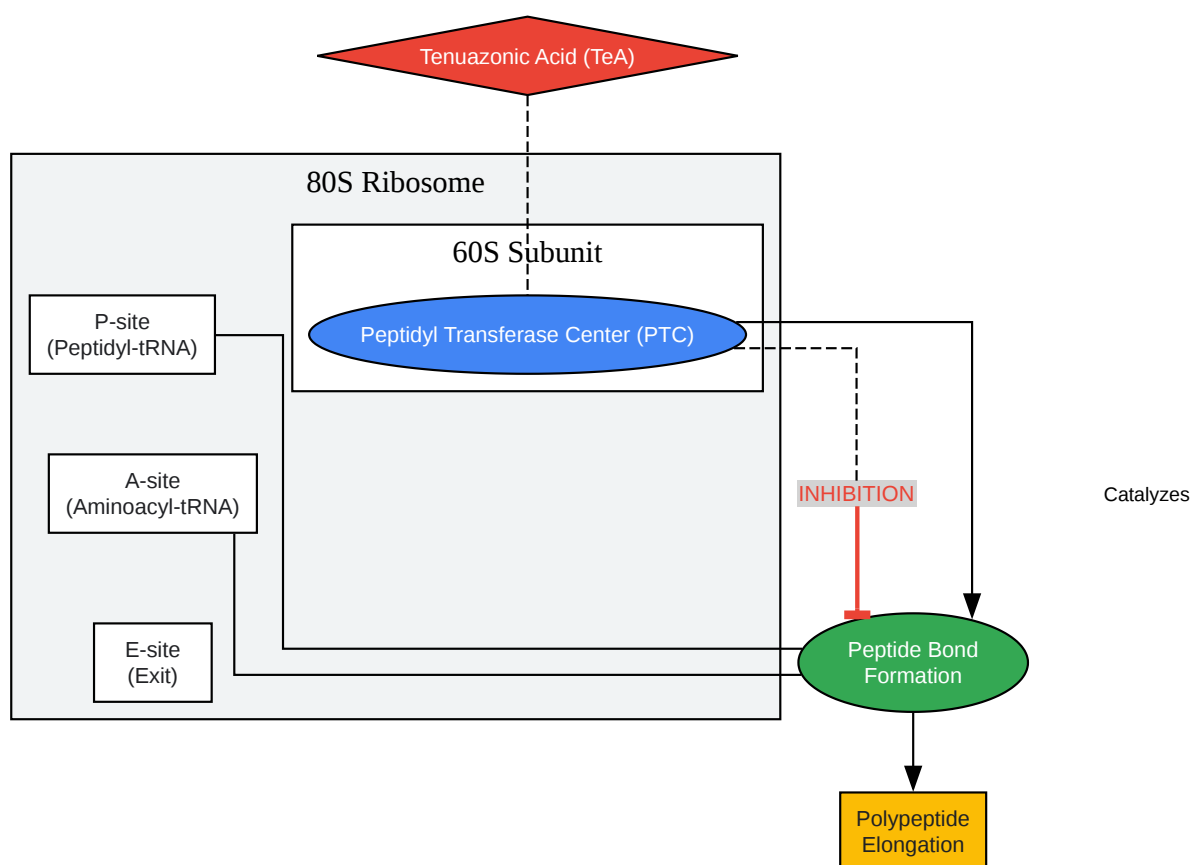 Tenuazonic Acid (TeA)
80S Ribosome
60S Subunit
Peptidyl Transferase Center (PTC)
P-site
(Peptidyl-tRNA)
A-site
(Aminoacyl-tRNA)
INHIBITION
Catalyzes
E-site
(Exit)
Peptide Bond
Formation
Polypeptide
Elongation